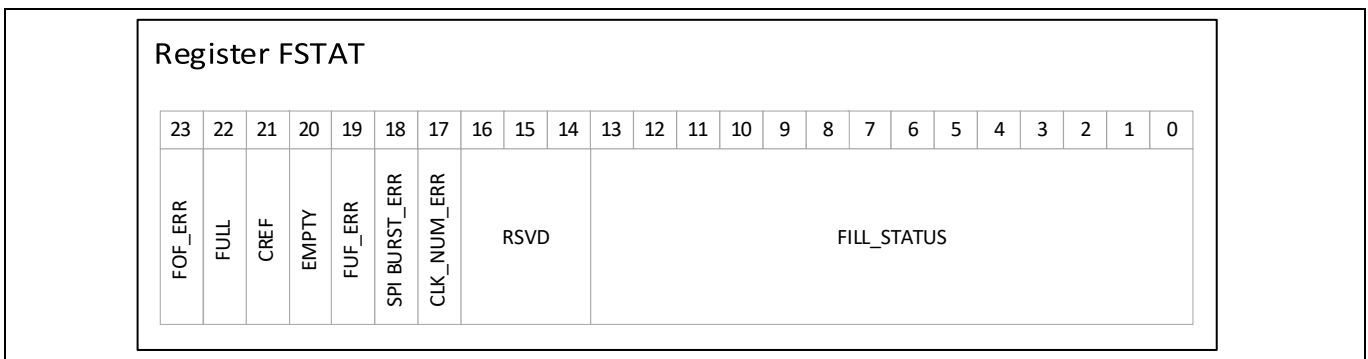 Register FSTAT
23 22 21 20 19 18 17 16 15 14 13 12 11 10 9 8 7 6 5 4 3 2 1 0
FOF_ERR
FULL
CREF
EMPTY
FUF_ERR
SPI BURST_ERR
CLK_NUM_ERR
RSVD
FILL_STATUS